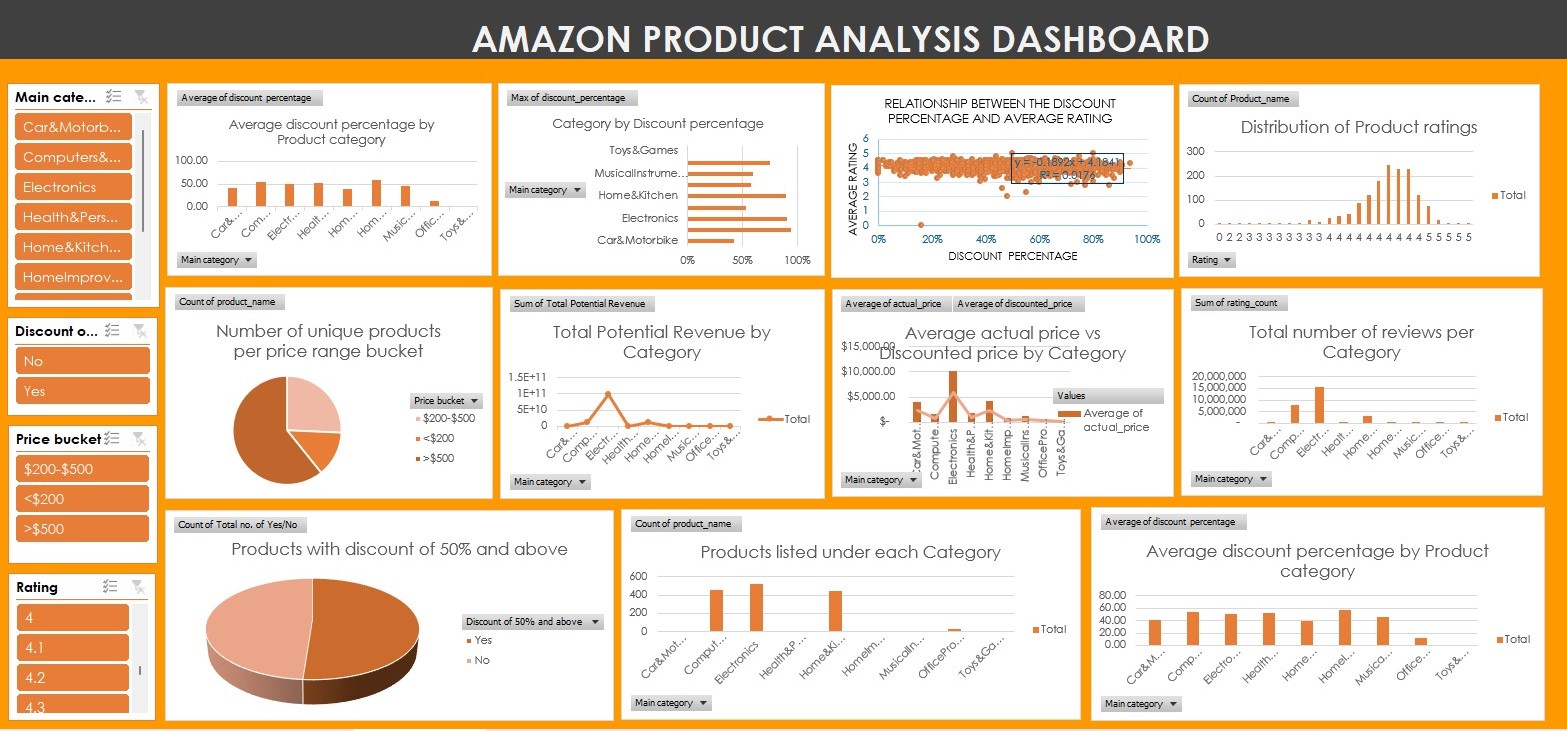 AMAZON PRODUCT ANALYSIS DASHBOARD
Main cate...
Car&Motorb...
Computers&...
Electronics
Health&Pers...
Home&Kitch...
HomeImprov...
Discount o...
No
Yes
Price bucket
$200-$500
<$200
>$500
Rating
4
4.1
4.2
4.3
Average of discount percentage
Average discount percentage by
Product category
100.00
50.00
0.00
Car&...
Com...
Electr...
Healt...
Hom...
Hom...
Music...
Offic...
Toys&...
Main category
Max of discount_percentage
Category by Discount percentage
Main category
Toys&Games
MusicalInstrume...
Home&Kitchen
Electronics
Car&Motorbike
0% 50% 100%
RELATIONSHIP BETWEEN THE DISCOUNT
PERCENTAGE AND AVERAGE RATING
AVERAGE RATING
6
5
4
3
2
1
0
y = -0.1892x + 4.1841
R² = 0.0176
0% 20% 40% 60% 80% 100%
DISCOUNT PERCENTAGE
Count of Product_name
Distribution of Product ratings
300
200
100
0
0 2 2 3 3 3 3 3 3 3 4 4 4 4 4 4 4 4 4 4 5 5 5 5 5
Total
Rating
Count of product_name
Number of unique products
per price range bucket
Price bucket
$200-$500
<$200
>$500
Sum of Total Potential Revenue
Total Potential Revenue by
Category
1.5E+11
1E+11
5E+10
0
Car&...
Comp...
Electr...
Health...
Home...
HomeI...
Music...
Office...
Toys&...
Total
Main category
Average of actual_price
Average of discounted_price
Average actual price vs
Discounted price by Category
$15,000.00
$10,000.00
$5,000.00
$-
Car&Mot...
Compute...
Electronics
Health&P...
Home&Kit...
HomeImp...
MusicalIns...
OfficePro...
Toys&Ga...
Values
Average of
actual_price
Main category
Sum of rating_count
Total number of reviews per
Category
20,000,000
15,000,000
10,000,000
5,000,000
-
Car&...
Comp...
Electr...
Healt...
Home...
Home...
Music...
Office...
Toys&...
Total
Main category
Count of Total no. of Yes/No
Products with discount of 50% and above
Discount of 50% and above
Yes
No
Count of product_name
Products listed under each Category
600
400
200
0
Car&Mot...
Comput...
Electronics
Health&P...
Home&Ki...
HomeIm...
MusicalIn...
OfficePro...
Toys&Ga...
Total
Main category
Average of discount percentage
Average discount percentage by Product
category
80.00
60.00
40.00
20.00
0.00
Car&M...
Comp...
Electro...
Health...
Home...
HomeI...
Musica...
Office...
Toys&...
Total
Main category